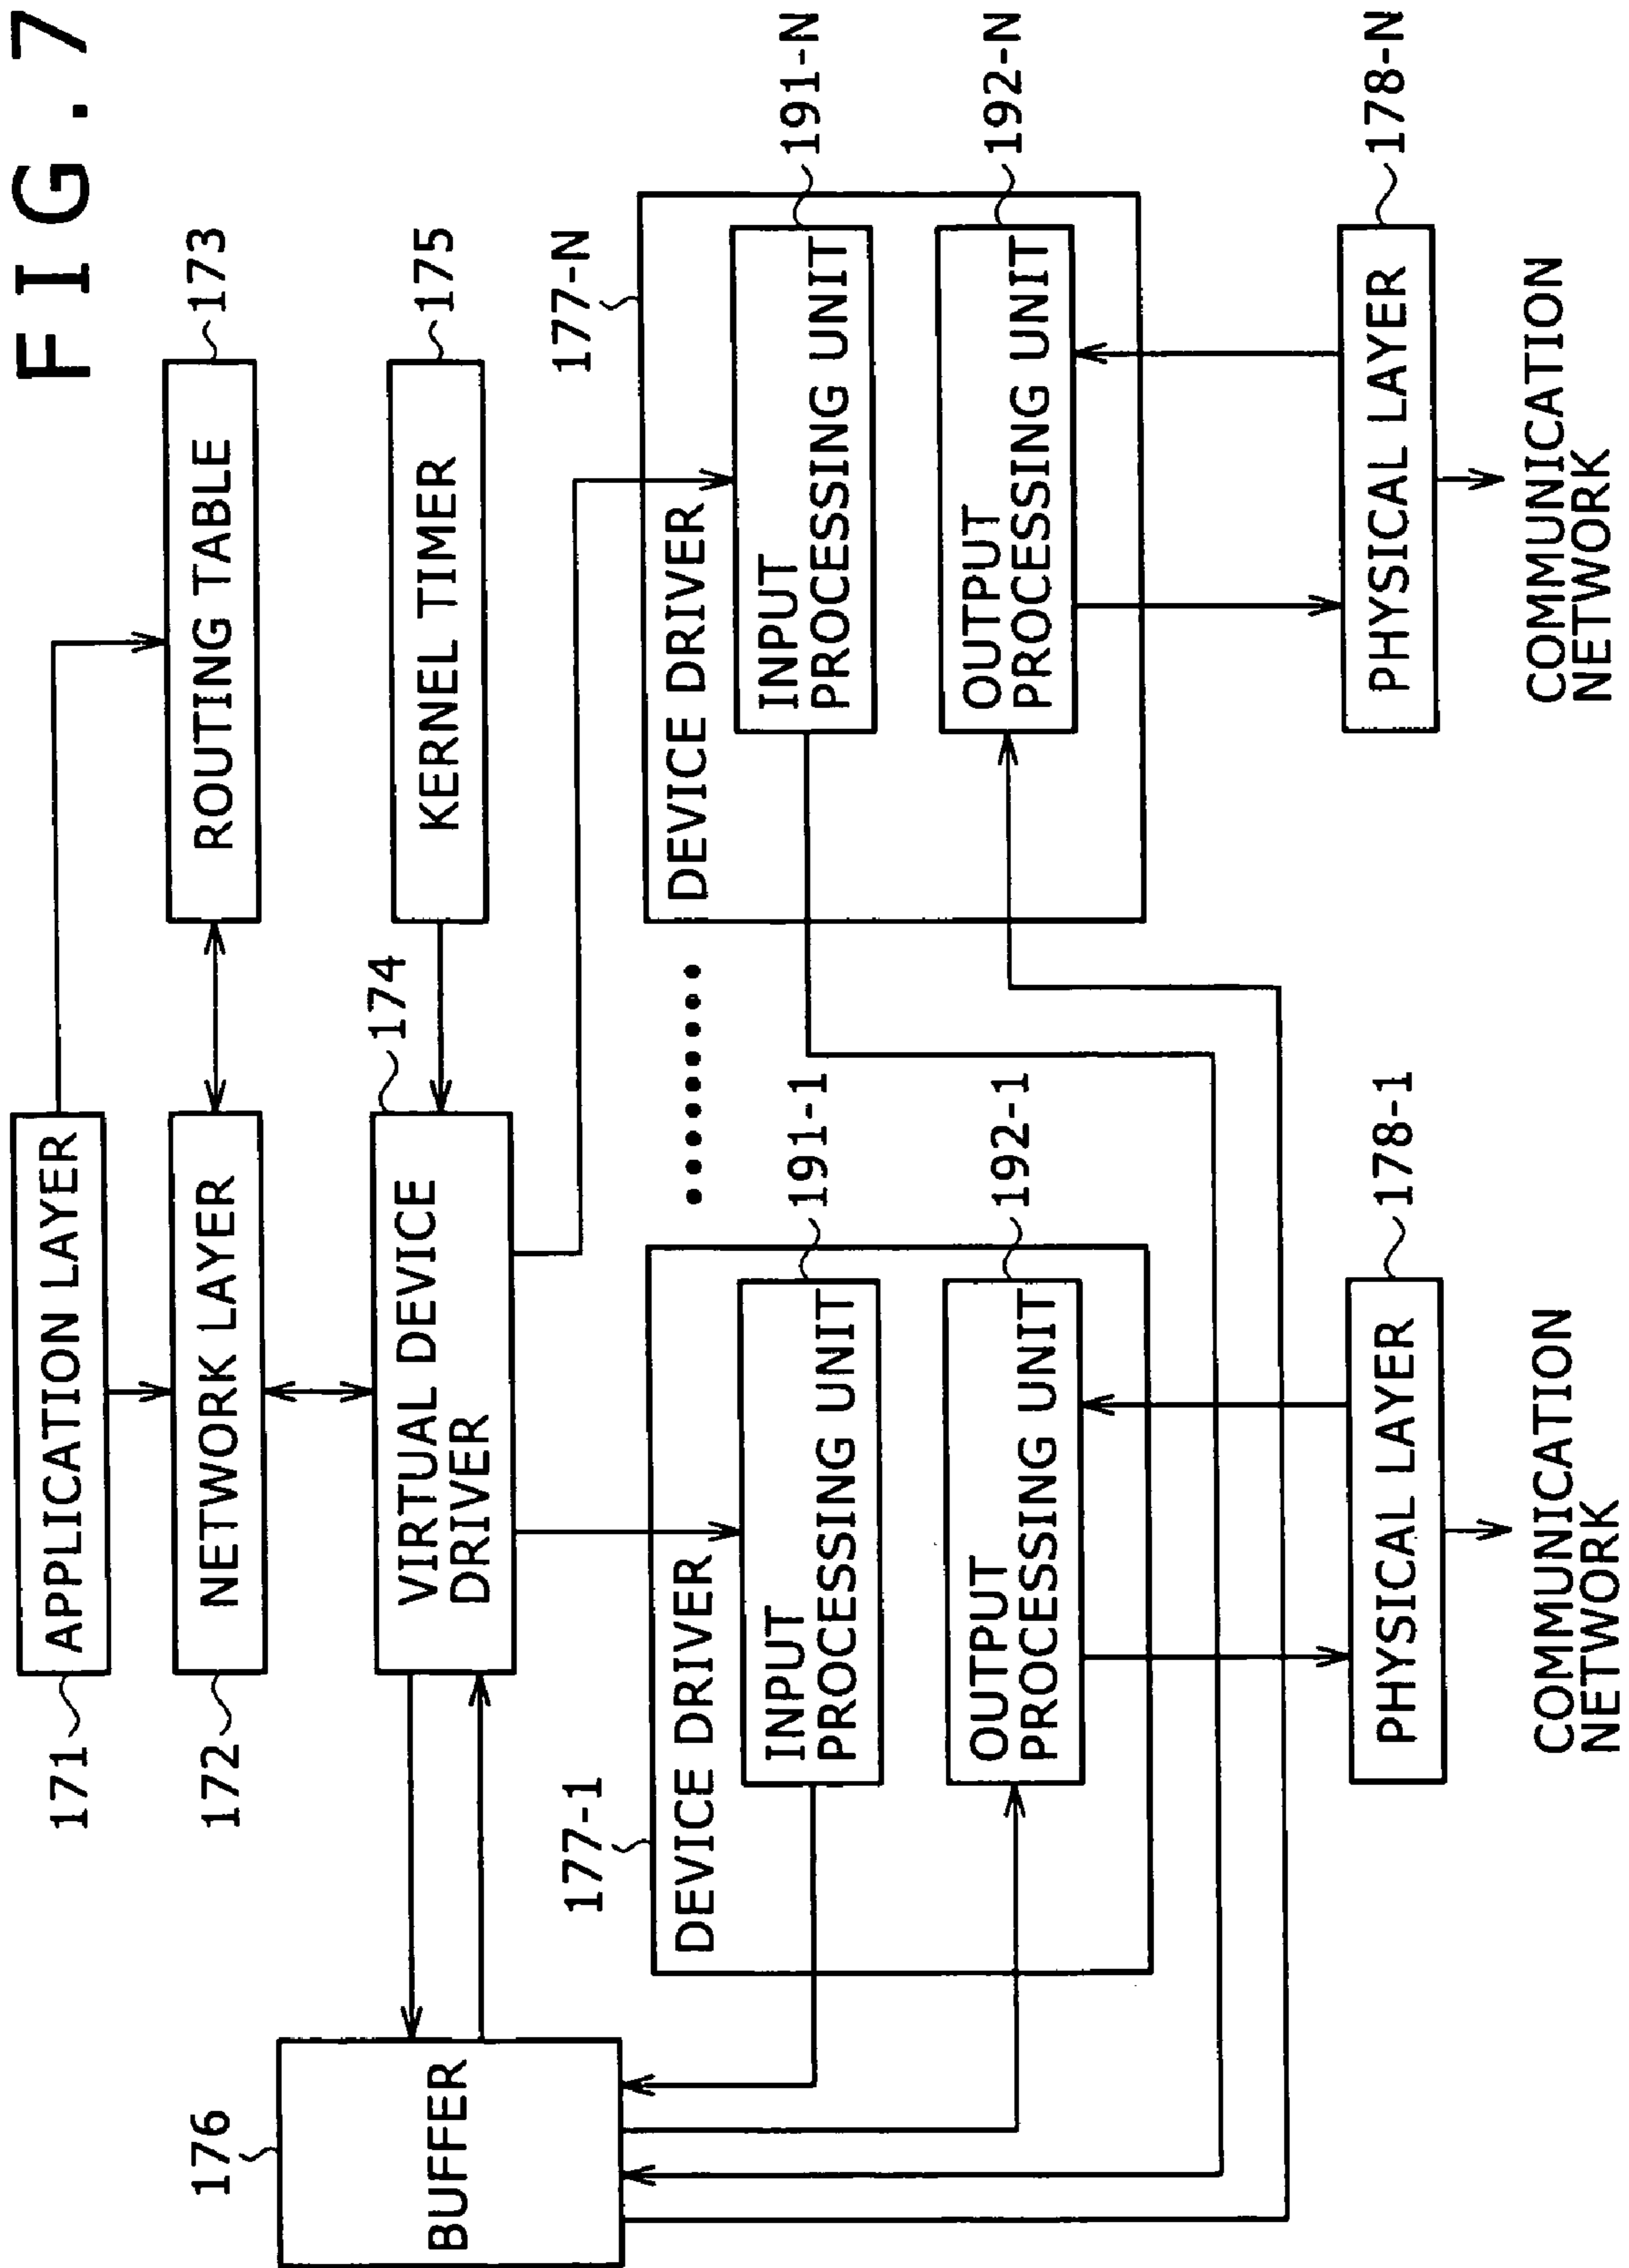 FIG.7
171
APPLICATION LAYER
172
NETWORK LAYER
ROUTING TABLE
173
174
VIRTUAL DEVICE
DRIVER
KERNEL TIMER
175
176
BUFFER
177-1
DEVICE DRIVER
INPUT
PROCESSING UNIT
191-1
OUTPUT
PROCESSING UNIT
192-1
177-N
DEVICE DRIVER
INPUT
PROCESSING UNIT
191-N
OUTPUT
PROCESSING UNIT
192-N
PHYSICAL LAYER
178-1
PHYSICAL LAYER
178-N
COMMUNICATION
NETWORK
COMMUNICATION
NETWORK